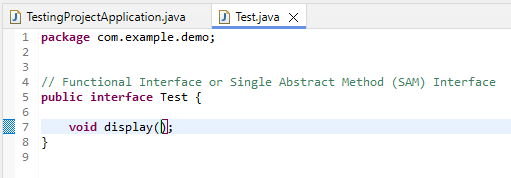 TestingProjectApplication.java Test.java
1 package com.example.demo;
2
3
4 // Functional Interface or Single Abstract Method (SAM) Interface
5 public interface Test {
6
7 void display();
8 }
9